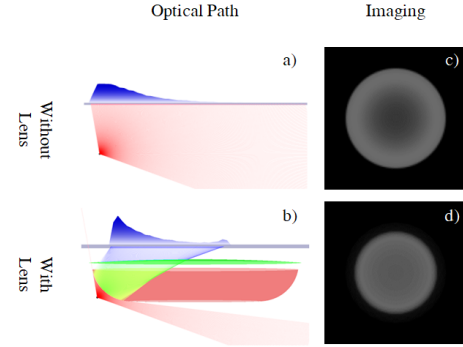 Optical Path
Imaging
Without
Lens
a)
c)
With
Lens
b)
d)